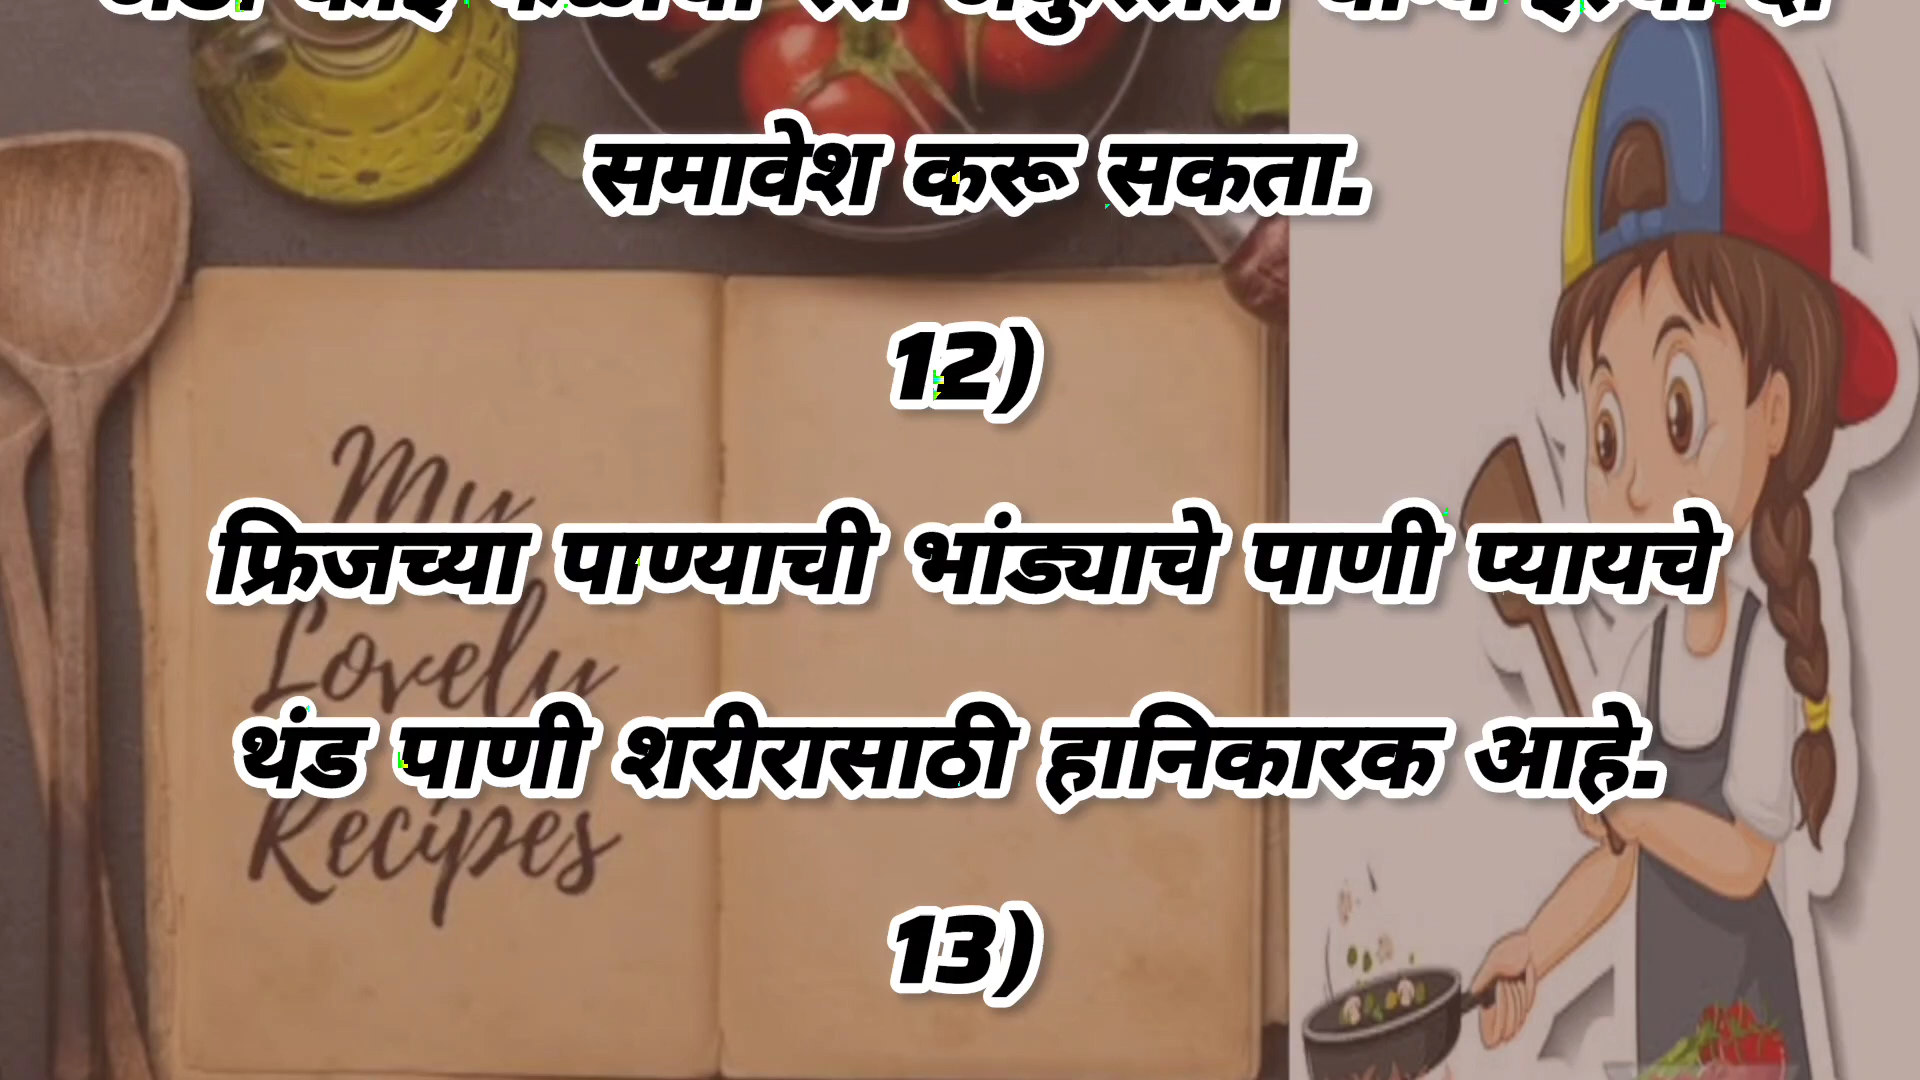 समावेश करू सकता.
12)
फ्रिजच्या पाण्याची भांड्याचे पाणी प्यायचे
थंड पाणी शरीरासाठी हानिकारक आहे.
13)
My
Lovely
Recipes